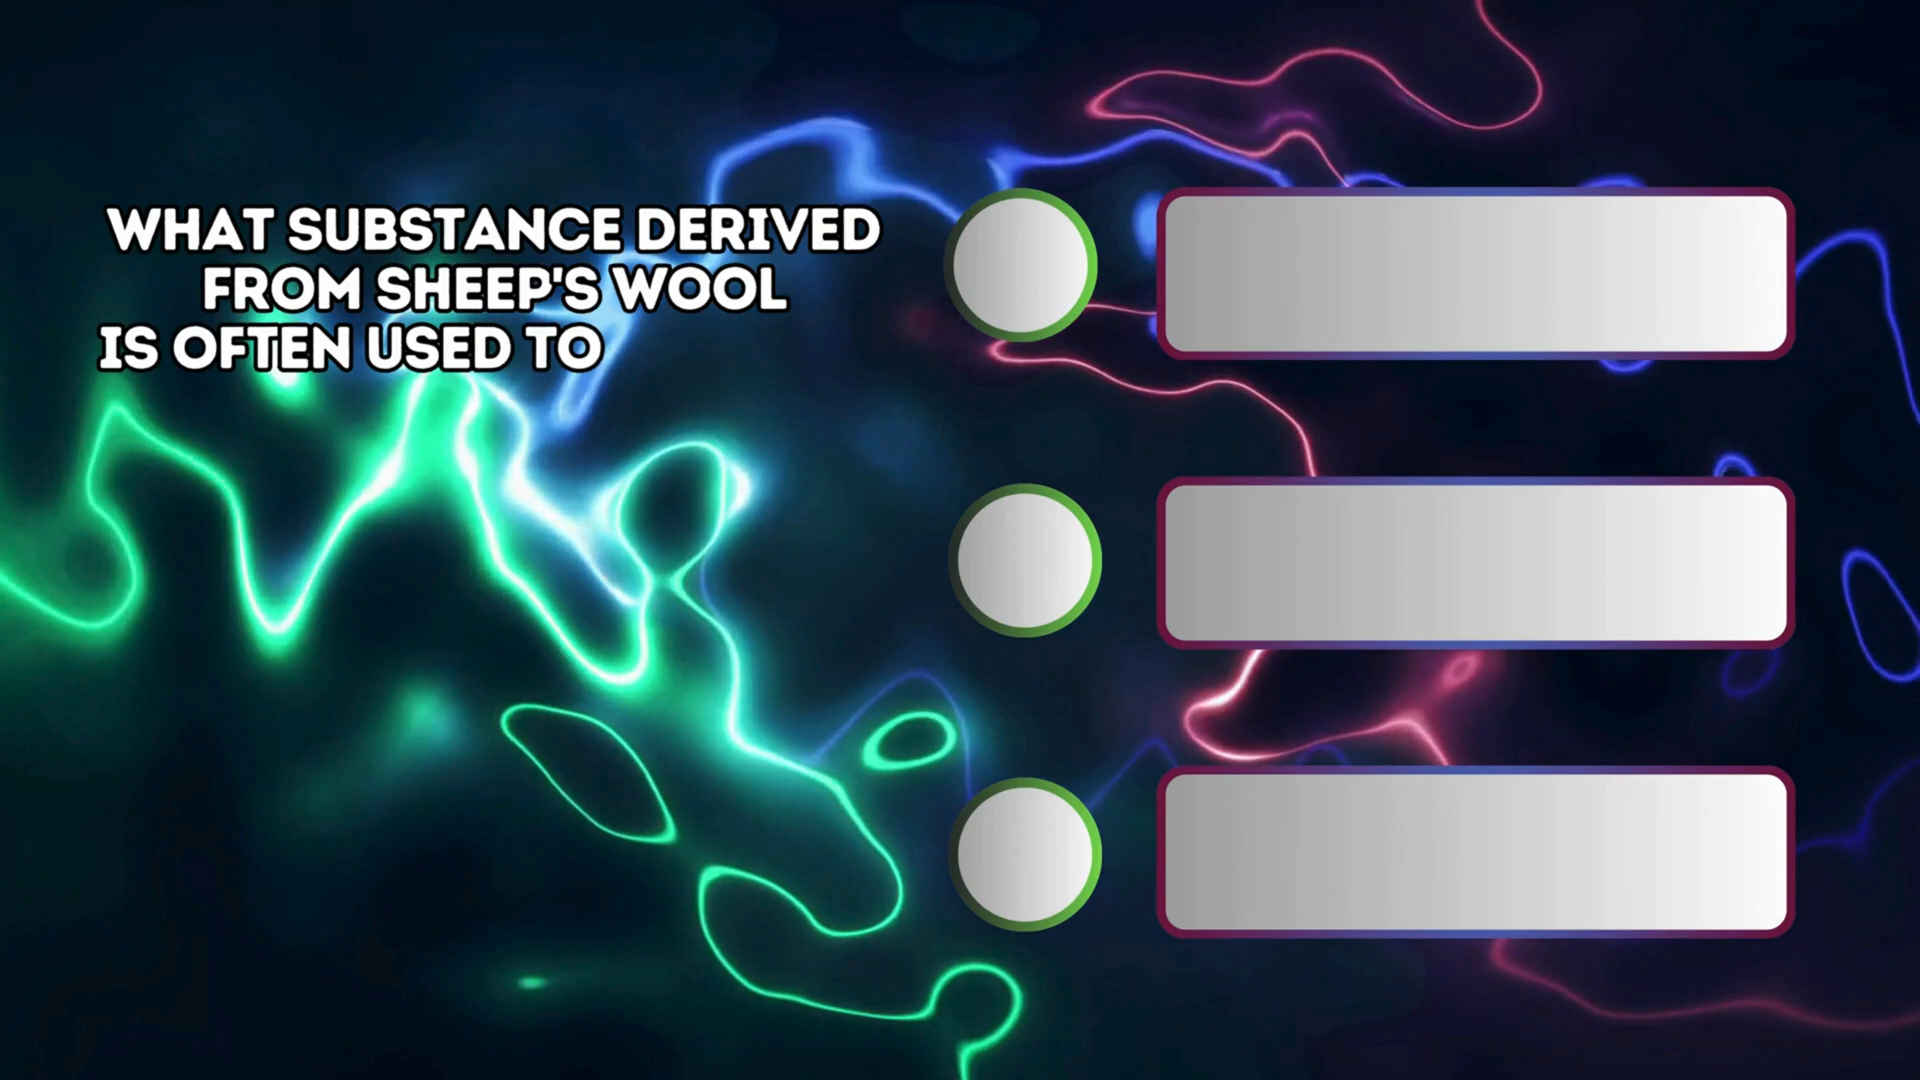 WHAT SUBSTANCE DERIVED
FROM SHEEP'S WOOL
IS OFTEN USED TO